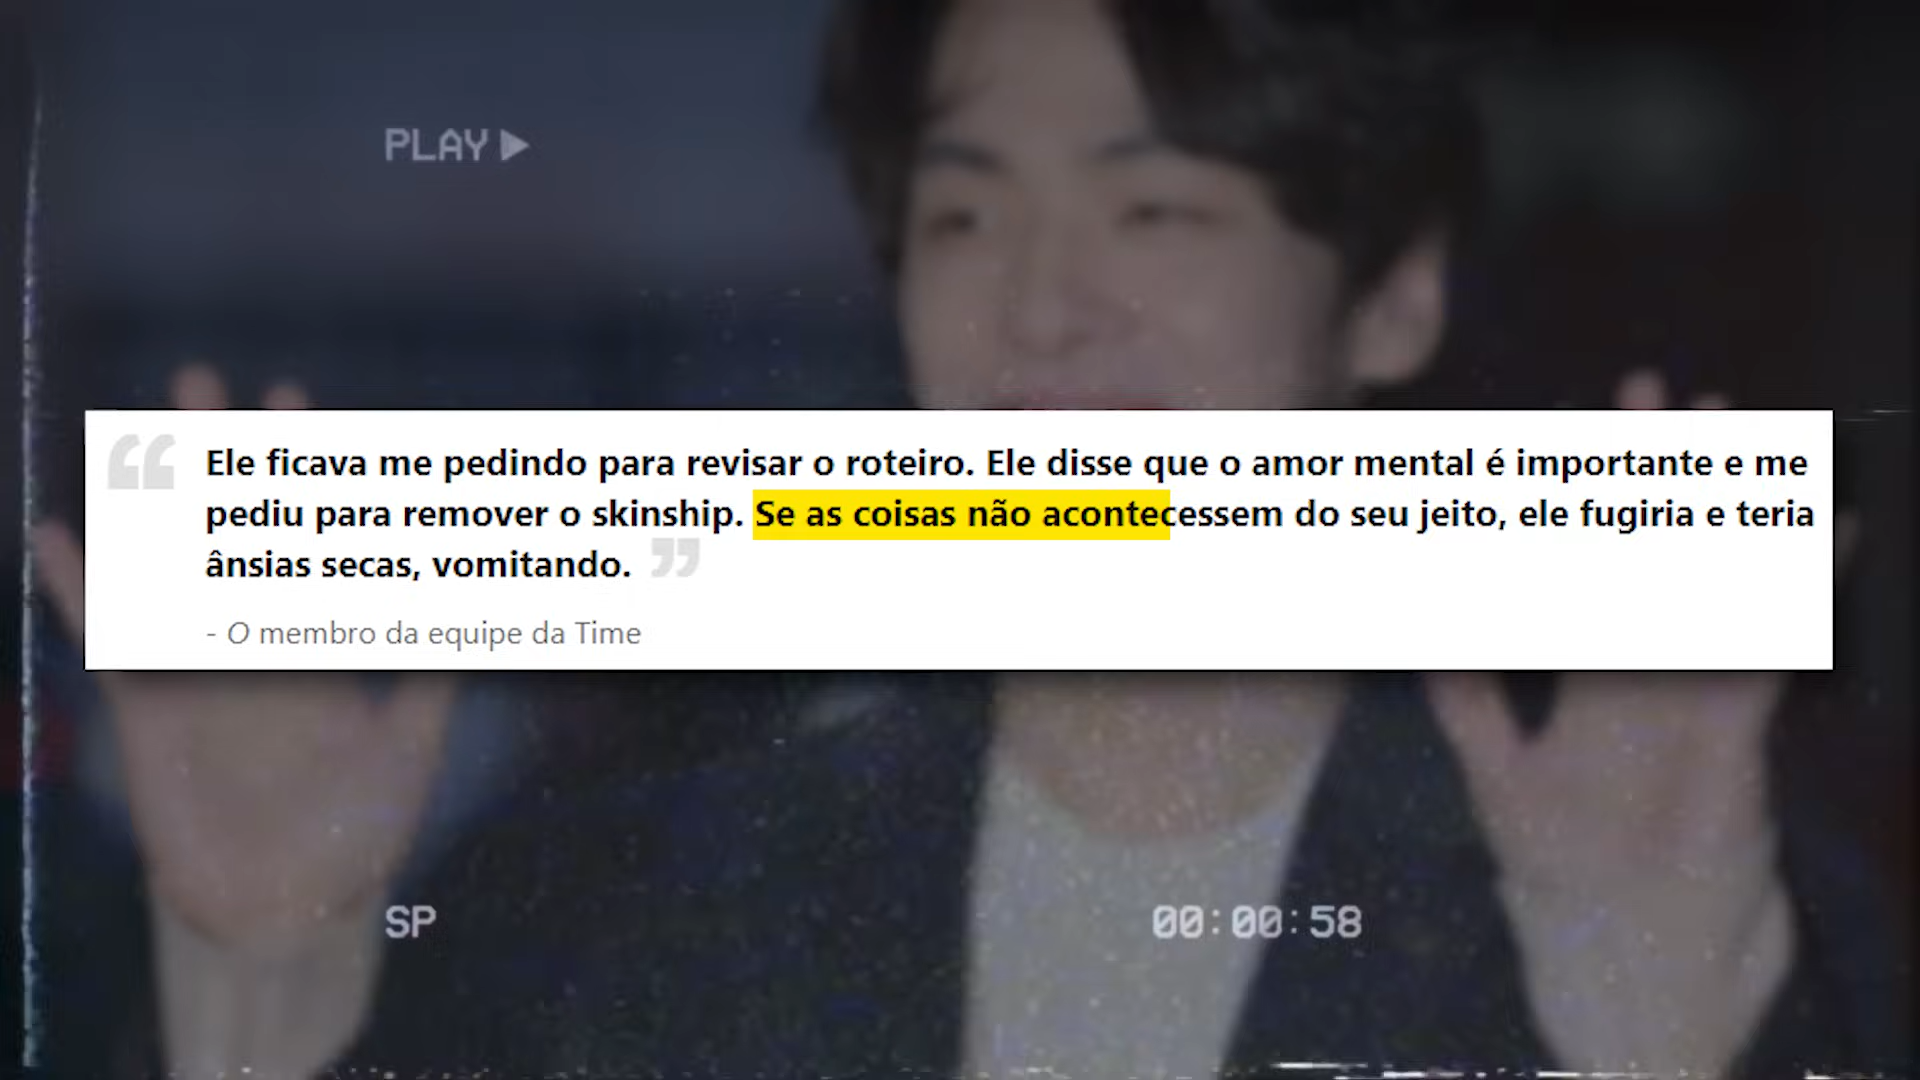 PLAY
Ele ficava me pedindo para revisar o roteiro. Ele disse que o amor mental é importante e me
pediu para remover o skinship. Se as coisas não acontecessem do seu jeito, ele fugiria e teria
ânsias secas, vomitando.
- O membro da equipe da Time
SP
00:00:58